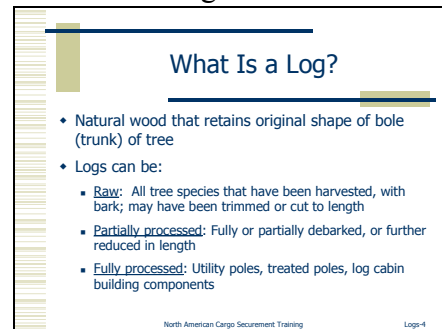 What Is a Log?
Natural wood that retains original shape of bole
(trunk) of tree
Logs can be:
Raw: All tree species that have been harvested, with
bark; may have been trimmed or cut to length
Partially processed: Fully or partially debarked, or further
reduced in length
Fully processed: Utility poles, treated poles, log cabin
building components
North American Cargo Securement Training Logs-4